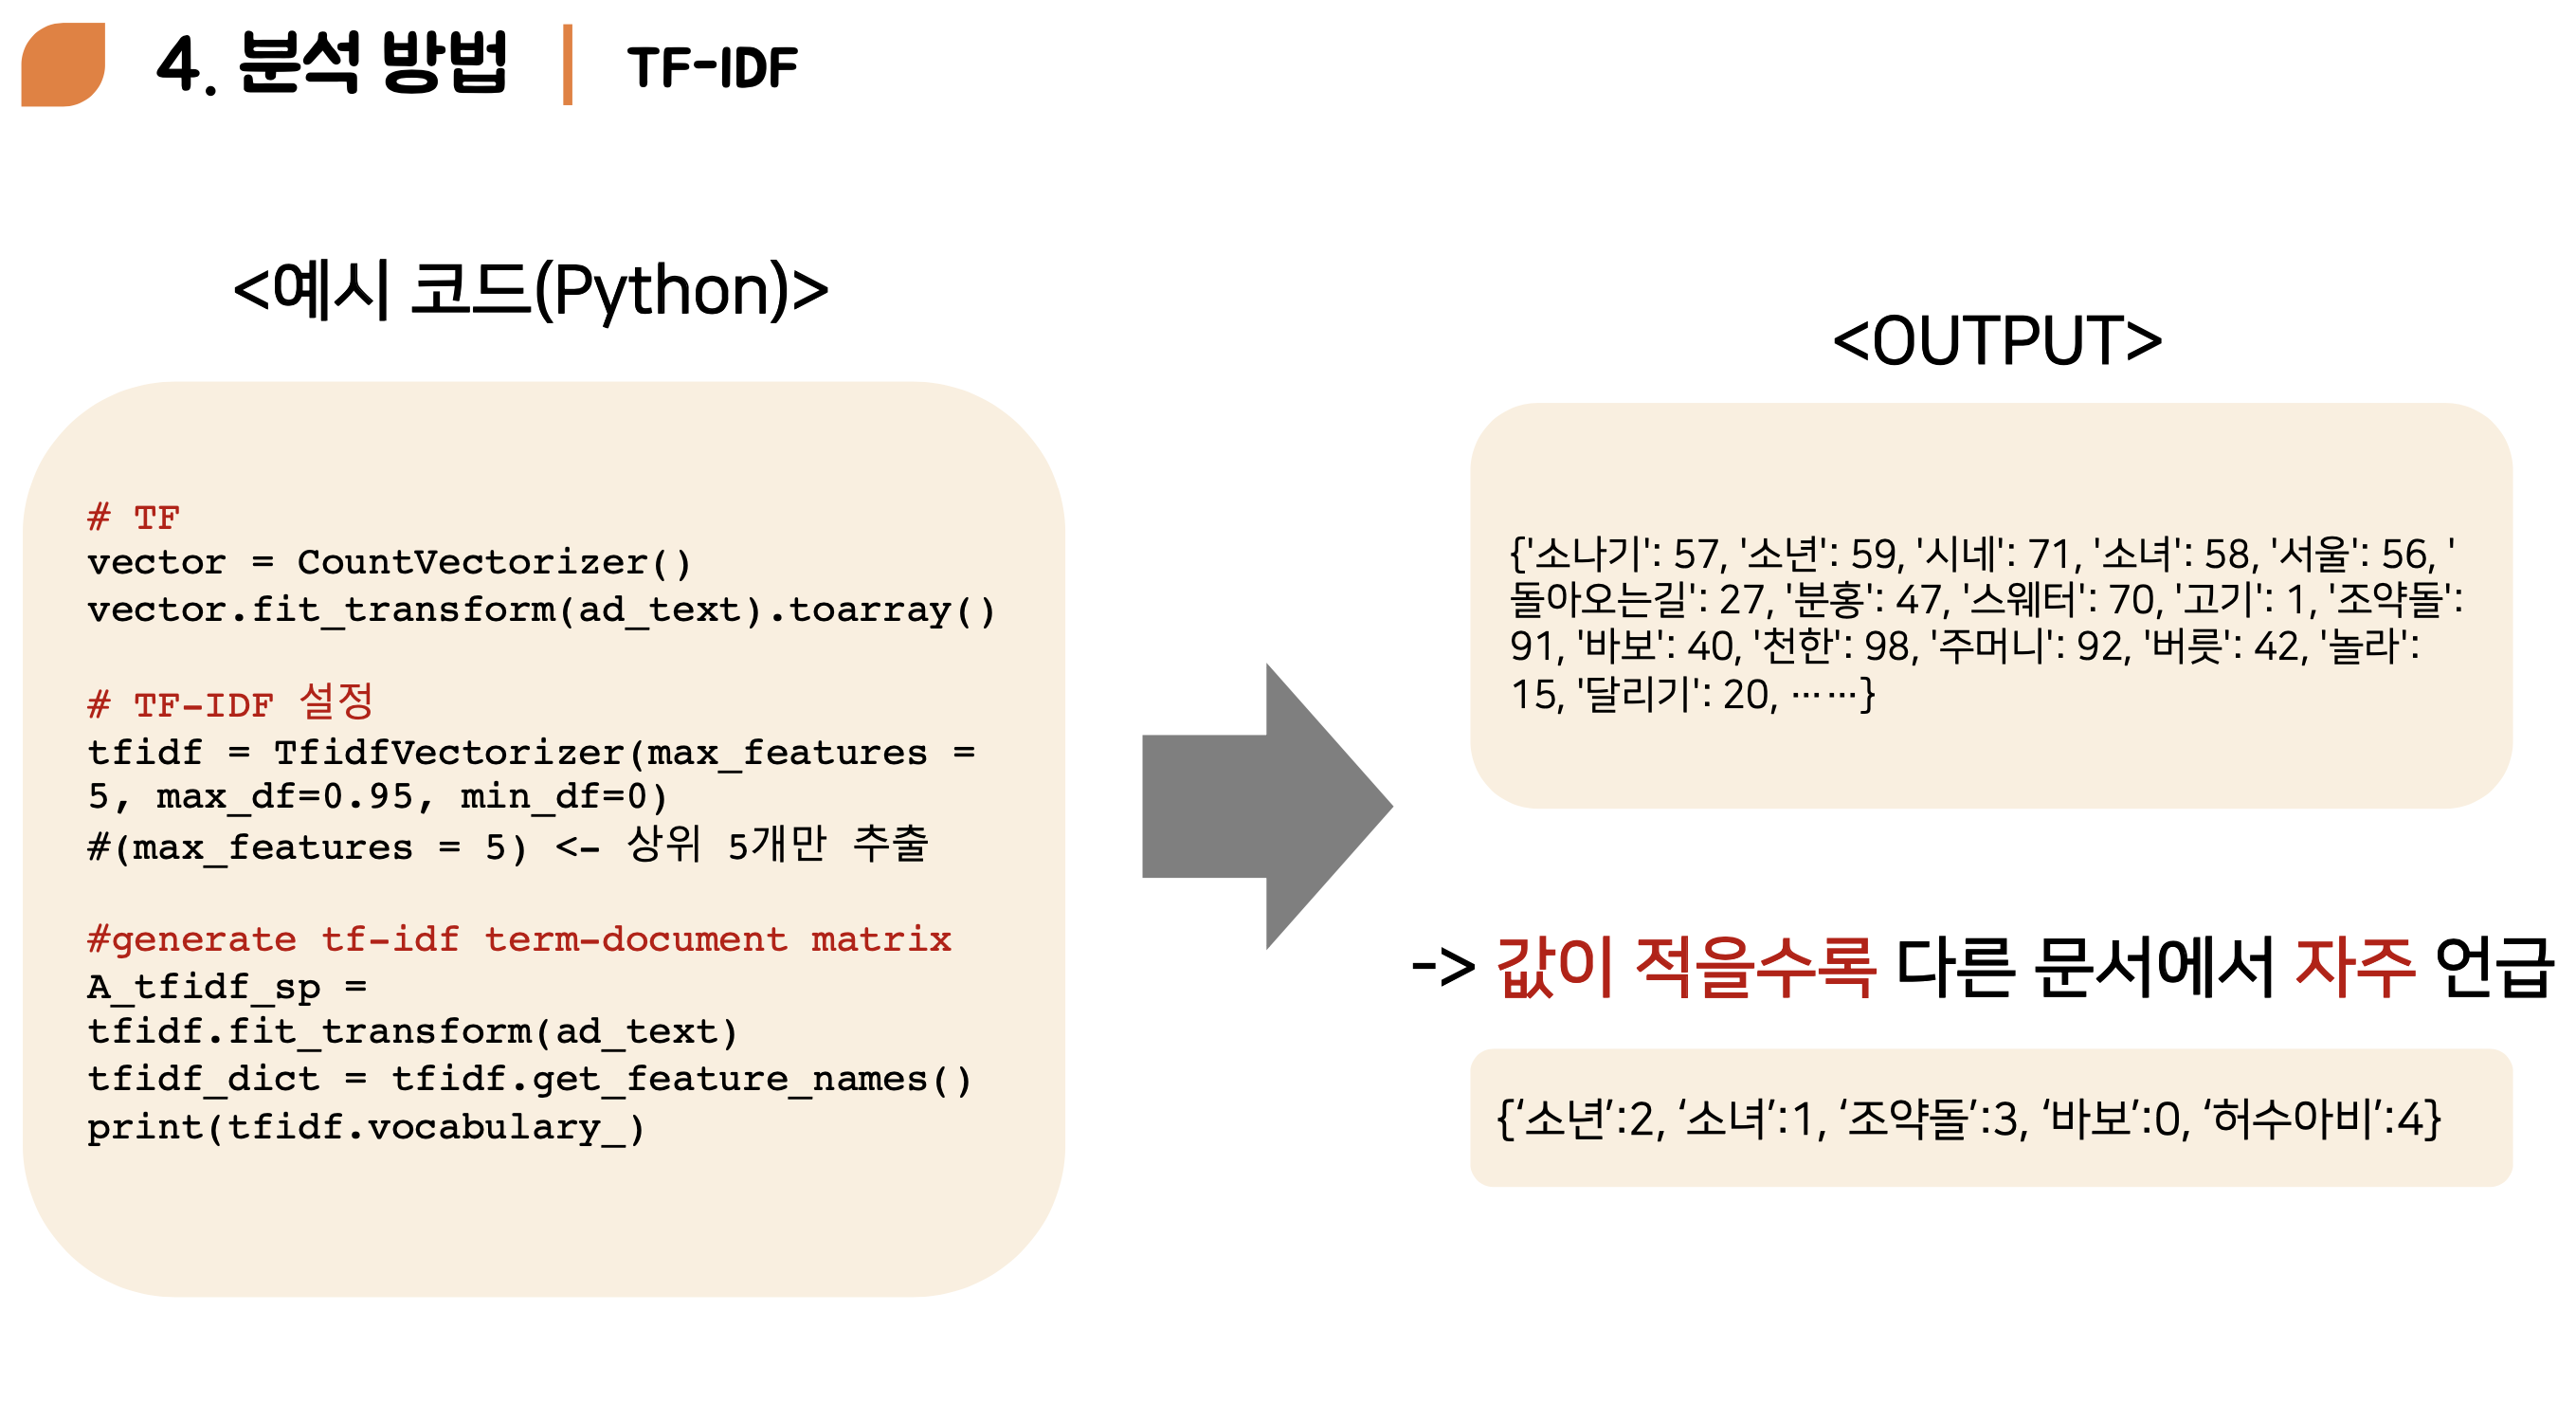 4. 분석 방법 | TF-IDF
<예시 코드(Python)>
# TF
vector = CountVectorizer()
vector.fit_transform(ad_text).toarray()
# TF-IDF 설정
tfidf = TfidfVectorizer(max_features =
5, max_df=0.95, min_df=0)
#(max_features = 5) <- 상위 5개만 추출
#generate tf-idf term-document matrix
A_tfidf_sp =
tfidf.fit_transform(ad_text)
tfidf_dict = tfidf.get_feature_names()
print(tfidf.vocabulary_)
<OUTPUT>
{'소나기': 57, '소년': 59, '시네': 71, '소녀': 58, '서울': 56, '
돌아오는길': 27, '분홍': 47, '스웨터': 70, '고기': 1, '조약돌':
91, '바보': 40, '천한': 98, '주머니': 92, '버릇': 42, '놀라':
15, '달리기': 20, ……}
-> 값이 적을수록 다른 문서에서 자주 언급
{‘소년’:2, ‘소녀’:1, ‘조약돌’:3, ‘바보’:0, ‘허수아비’:4}